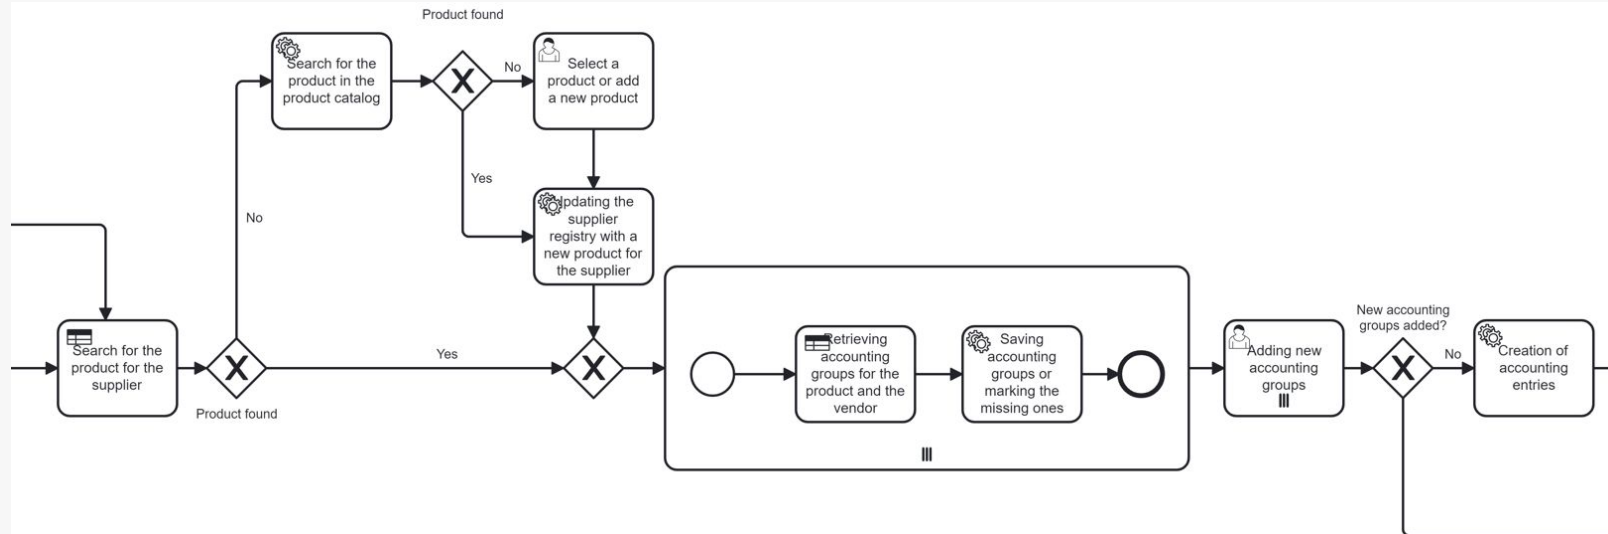 Product found
Search for the
product in the
product catalog
No
Select a
product or add
a new product
Yes
Updating the
supplier
registry with a
new product for
the supplier
No
Search for the
product for the
supplier
Product found
Yes
Retrieving
accounting
groups for the
product and the
vendor
Saving
accounting
groups or
marking the
missing ones
Adding new
accounting
groups
New accounting
groups added?
No
Creation of
accounting
entries